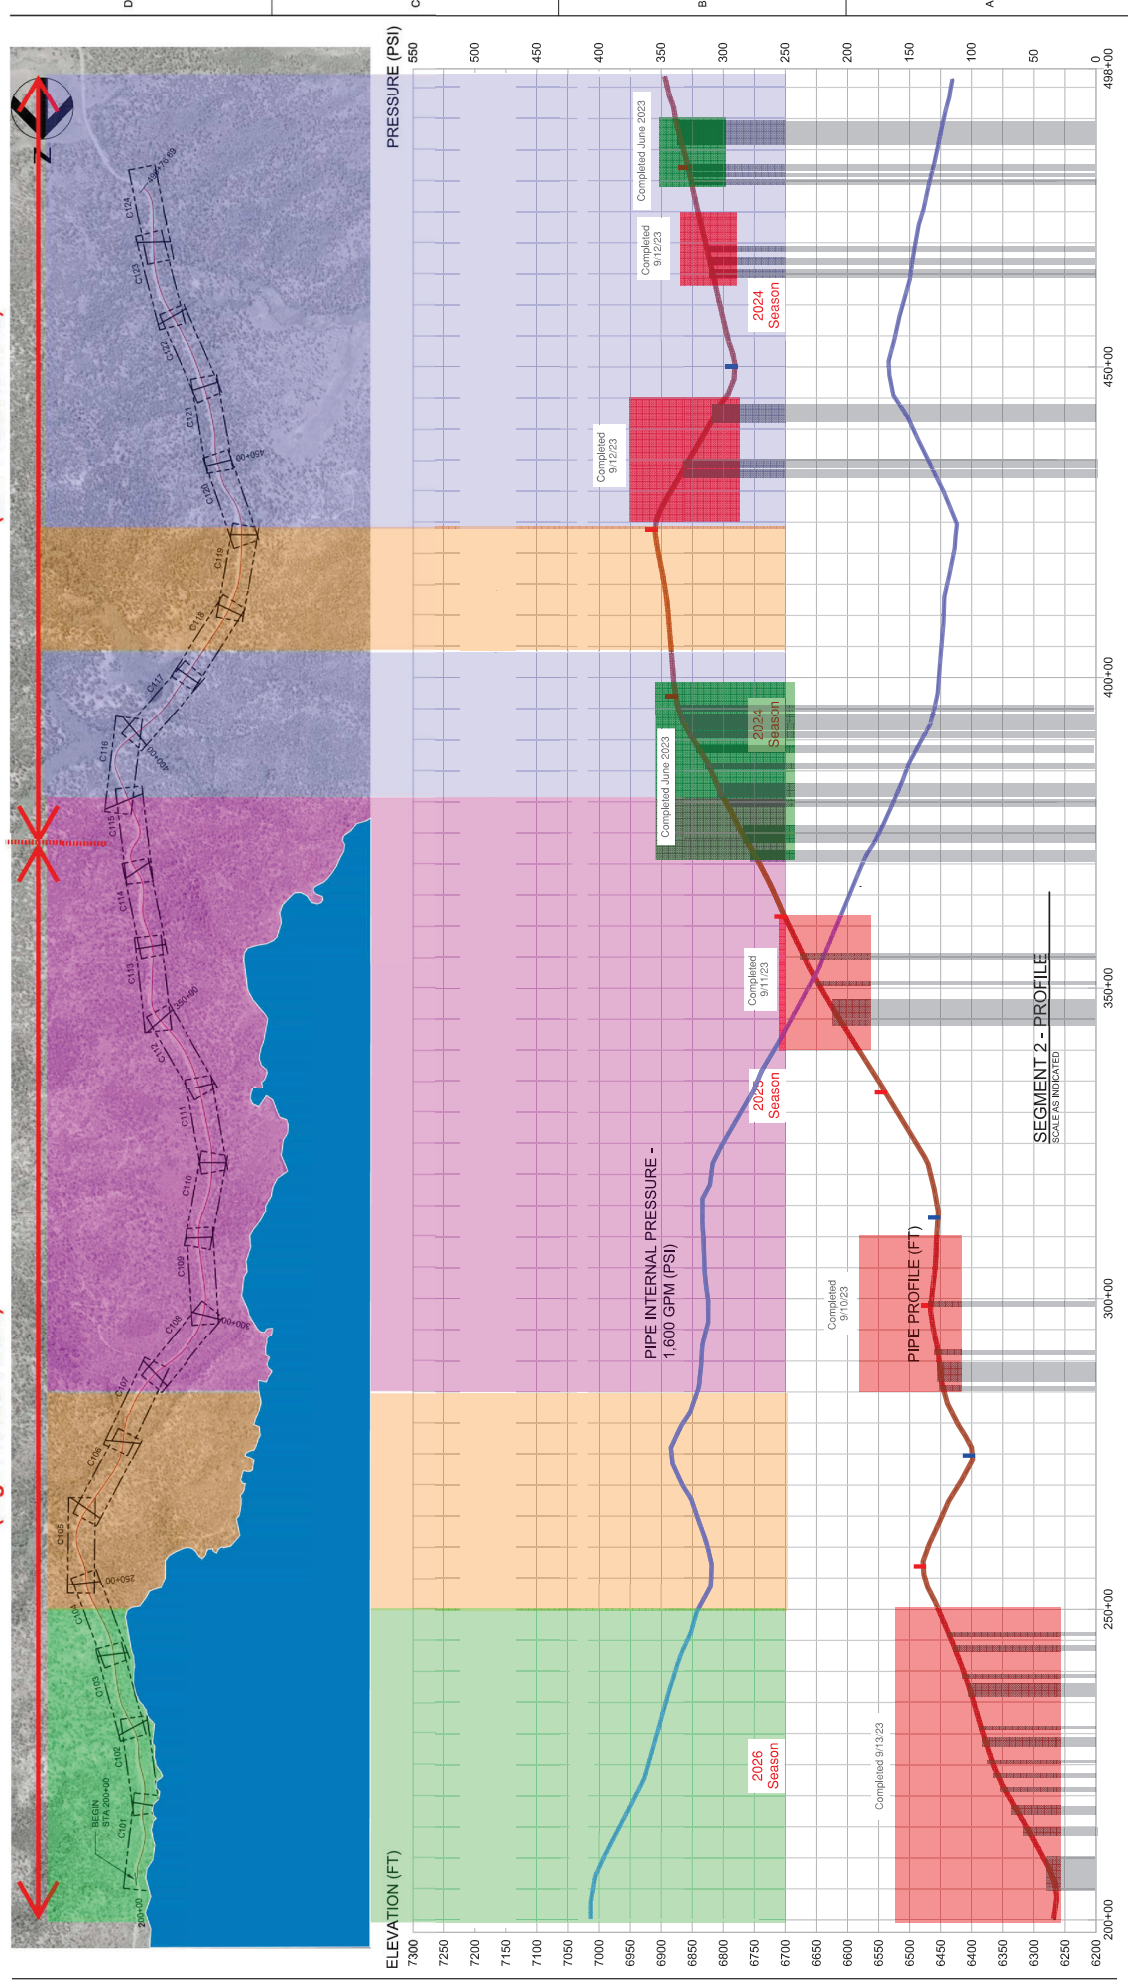 D
C
B
A
Z
BEGIN
STA 200+00
200+00
C101
C102
C103
C104
250+00
C105
C106
C107
C108
300+00
C109
C110
C111
C112
350+00
C113
C114
C115
C116
400+00
C117
C118
C119
C120
450+00
C121
C122
C123
C124
ELEVATION (FT)
PRESSURE (PSI)
7300
7250
7200
7150
7100
7050
7000
6950
6900
6850
6800
6750
6700
6650
6600
6550
6500
6450
6400
6350
6300
6250
6200
550
500
450
400
350
300
250
200
150
100
50
0
Completed June 2023
Completed
9/12/23
2024
Season
Completed
9/12/23
Completed June 2023
2024
Season
Completed
9/11/23
2025
Season
PIPE INTERNAL PRESSURE -
1,600 GPM (PSI)
Completed
9/10/23
PIPE PROFILE (FT)
2026
Season
Completed 9/13/23
SEGMENT 2 - PROFILE
SCALE AS INDICATED
200+00
250+00
300+00
350+00
400+00
450+00
498+00